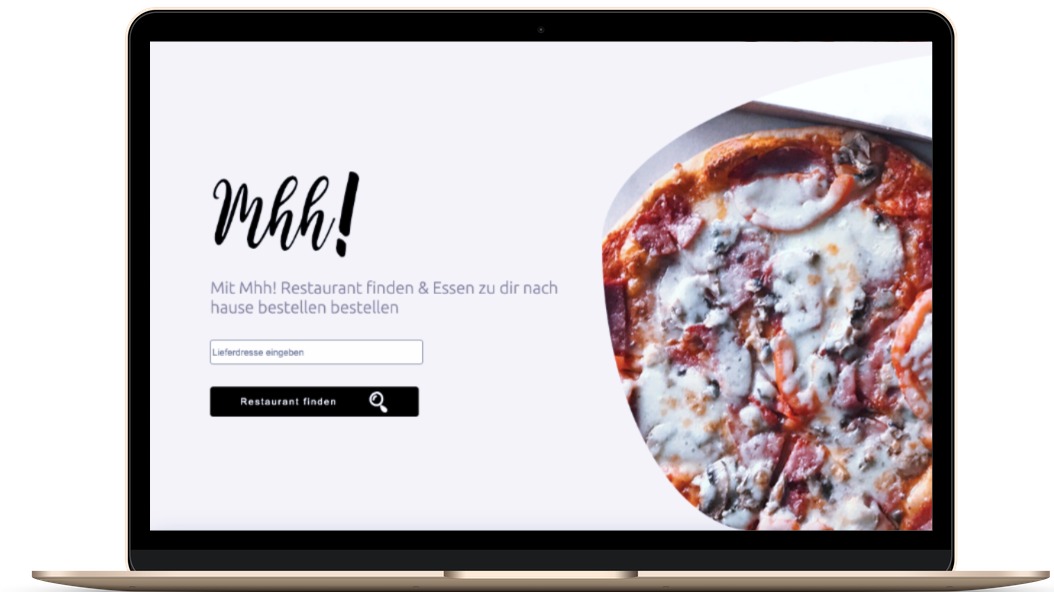 Mhh!
Mit Mhh! Restaurant finden & Essen zu dir nach
hause bestellen bestellen
Lieferdresse eingeben
Restaurant finden